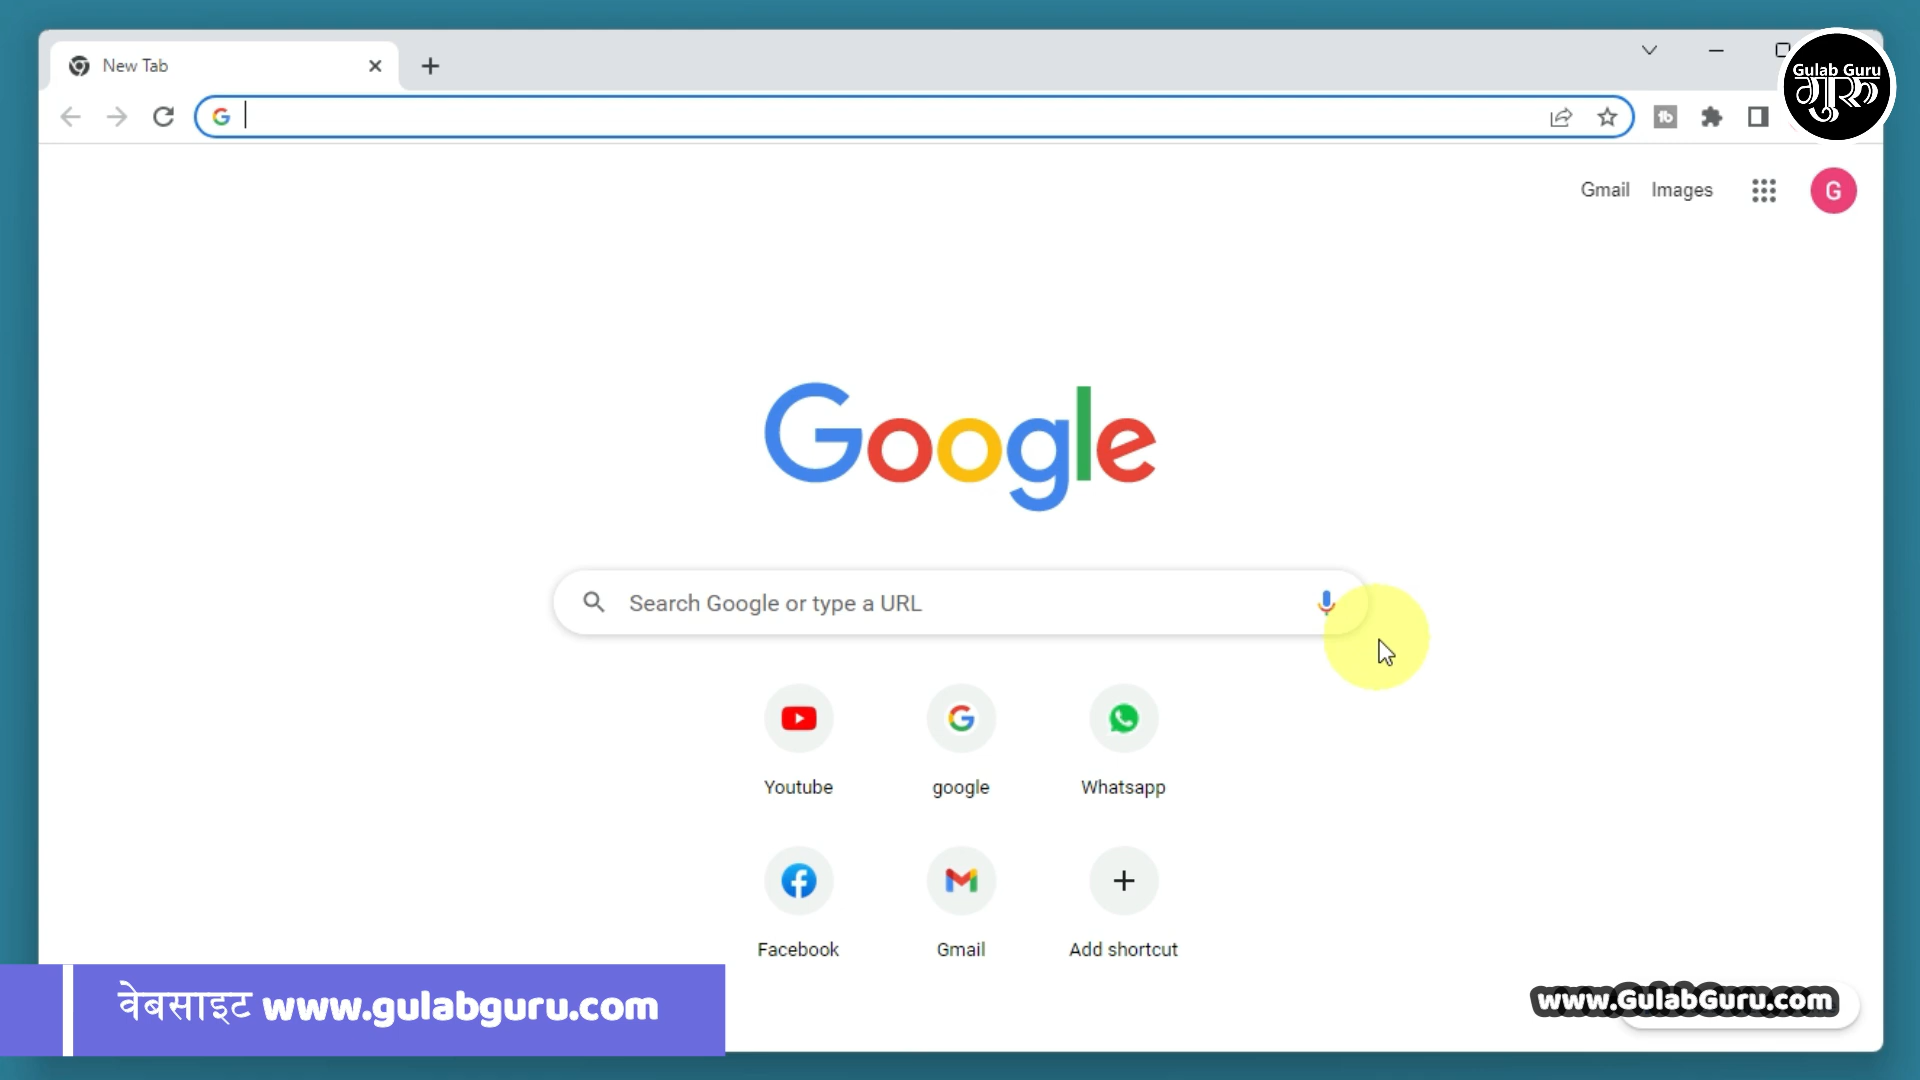 New Tab
Gulab Guru
गुरु
Gmail
Images
G
Google
Search Google or type a URL
Youtube
google
Whatsapp
Facebook
Gmail
Add shortcut
वेबसाइट www.gulabguru.com
www.GulabGuru.com